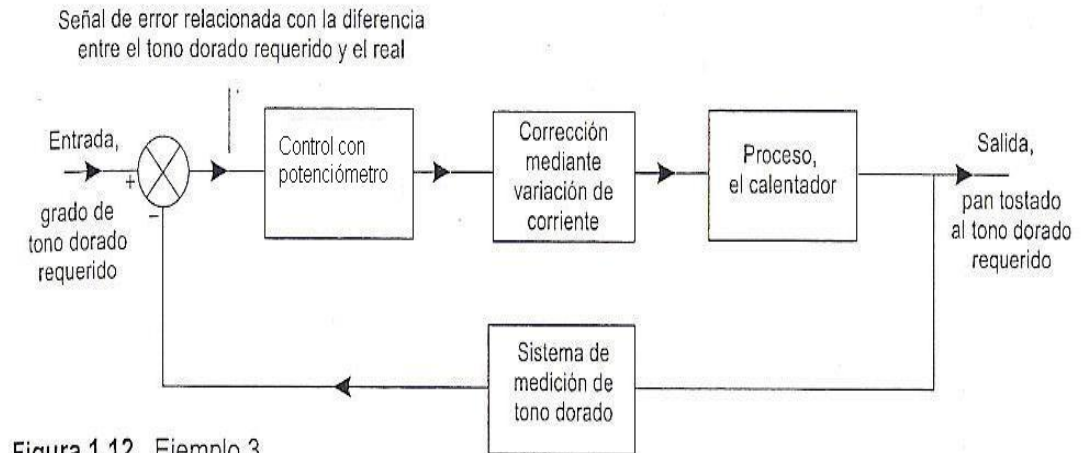 Señal de error relacionada con la diferencia
entre el tono dorado requerido y el real
Entrada,
+
−
grado de
tono dorado
requerido
Control con
potenciómetro
Corrección
mediante
variación de
corriente
Proceso,
el calentador
Salida,
pan tostado
al tono dorado
requerido
Sistema de
medición de
tono dorado
Figura 1.12 Ejemplo 3